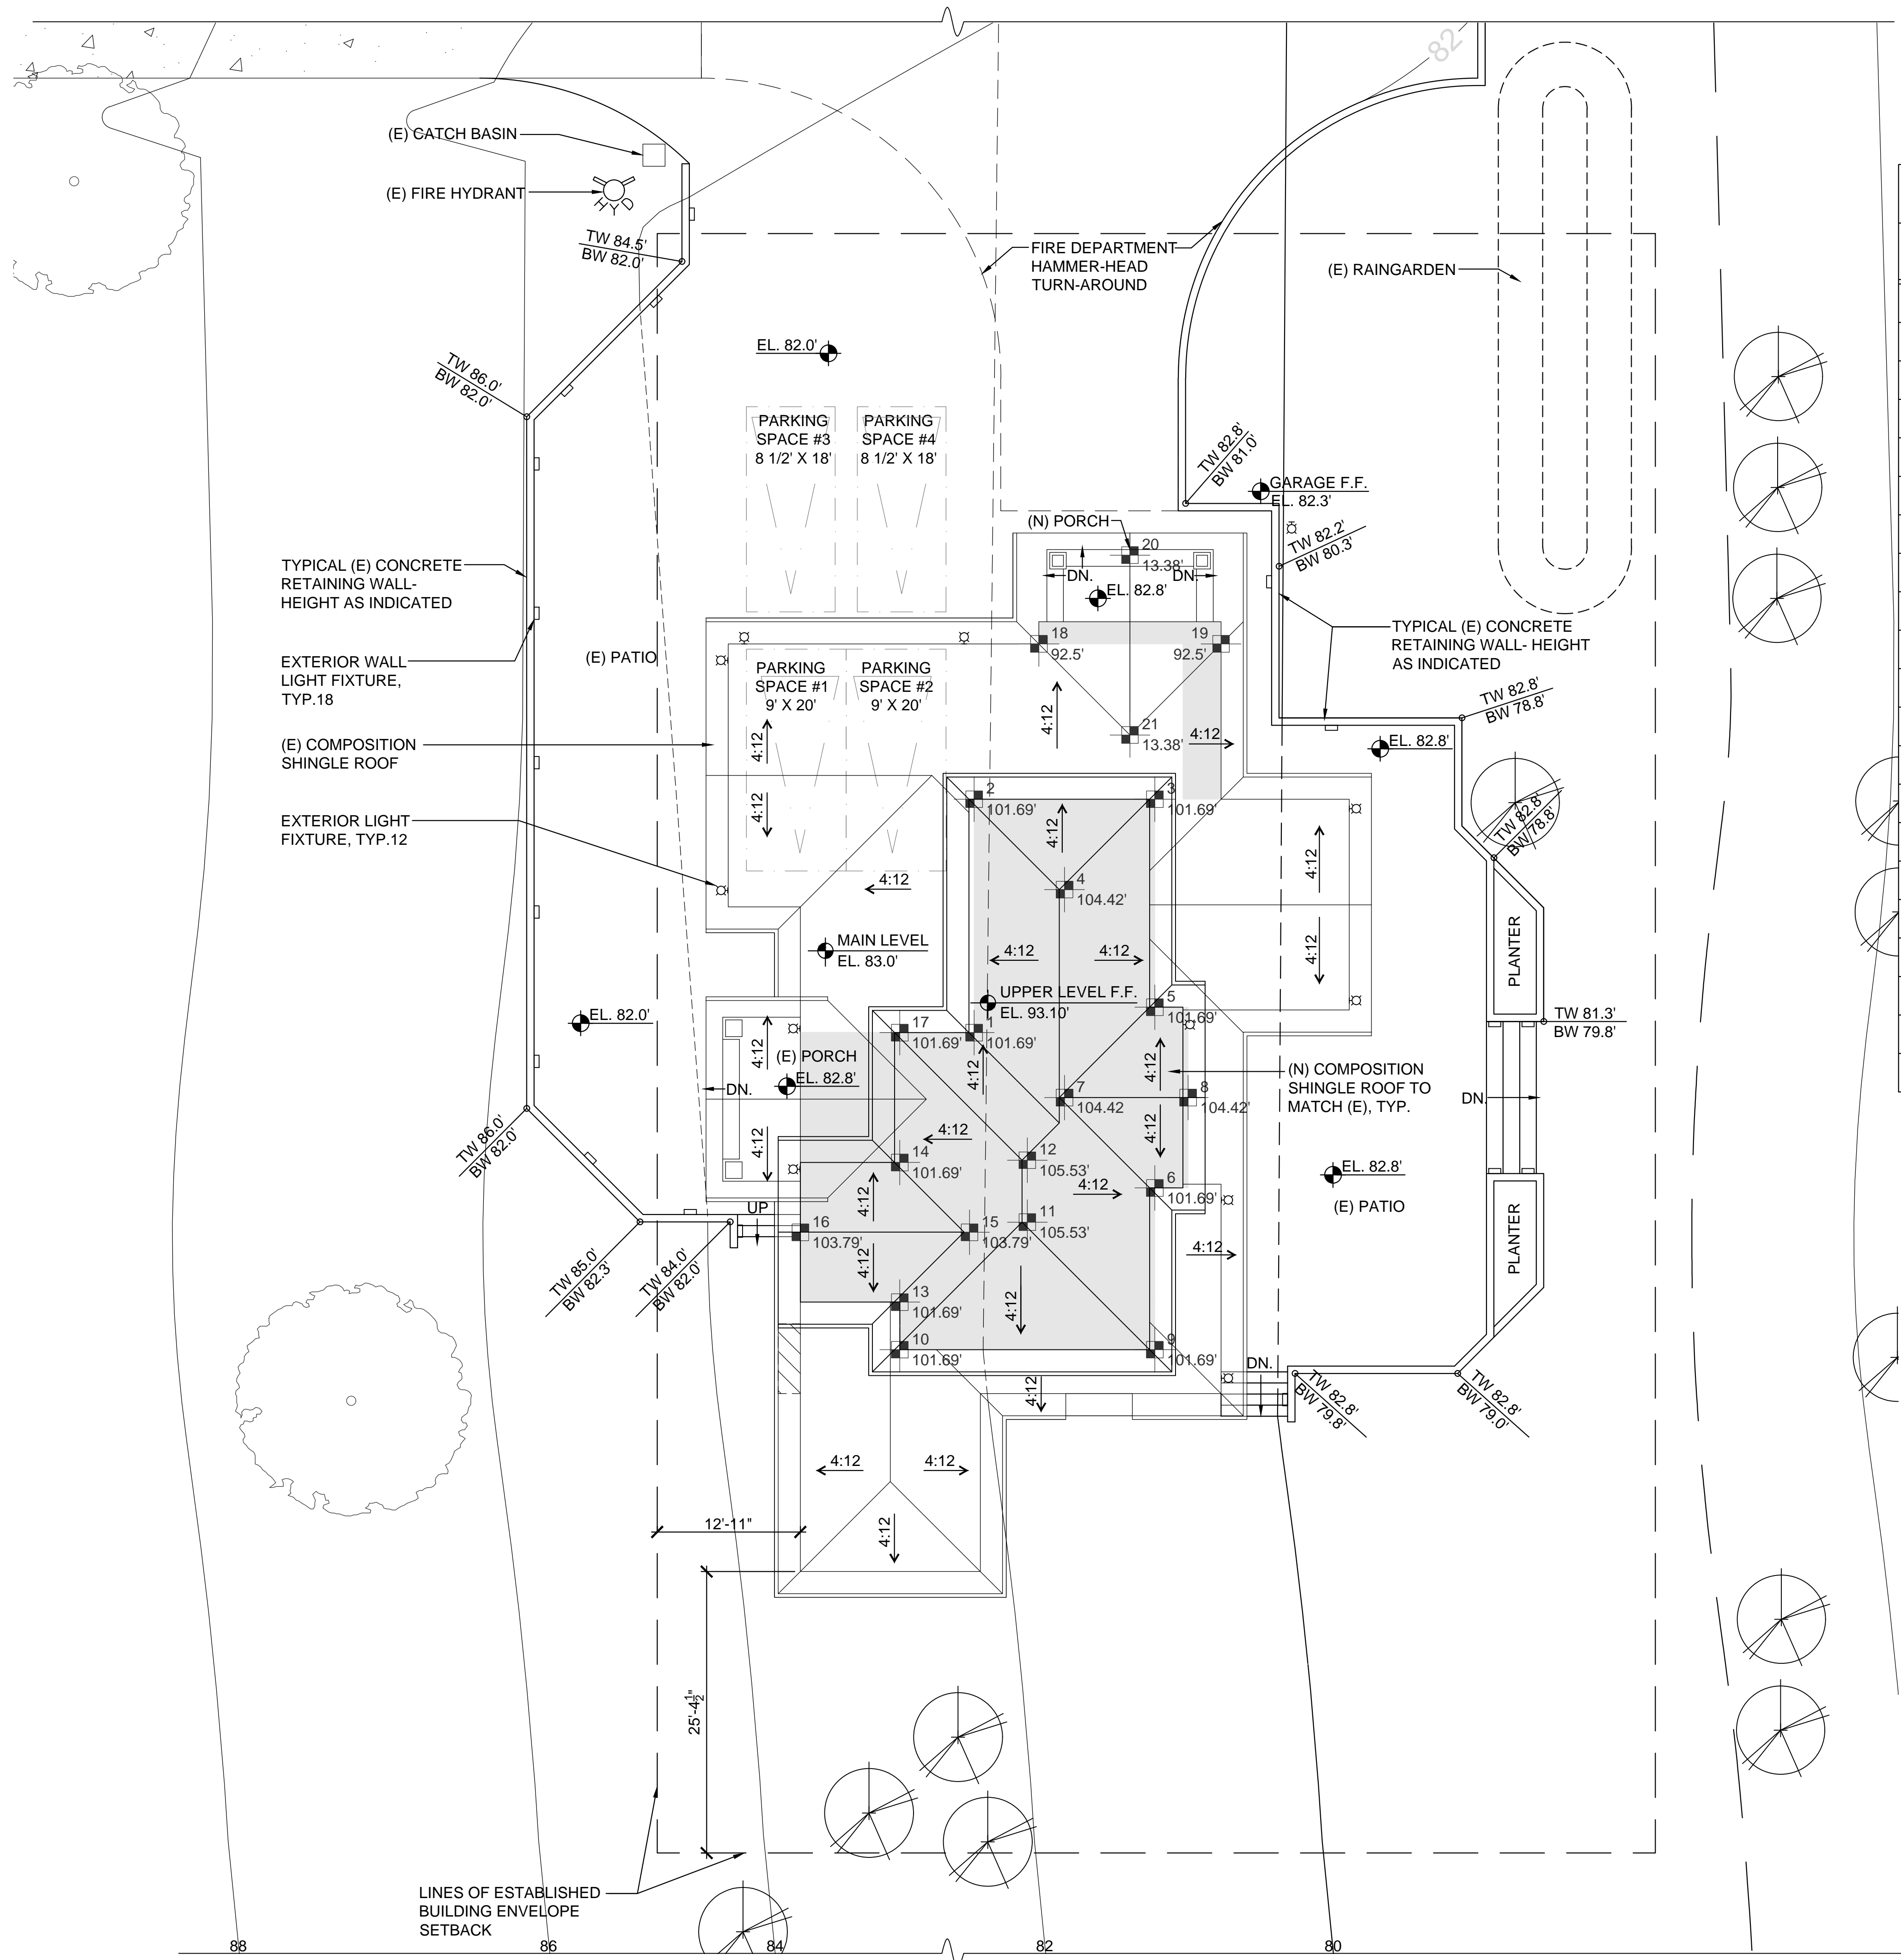 82
(E) CATCH BASIN
(E) FIRE HYDRANT
HYD
TW 84.5'
BW 82.0'
FIRE DEPARTMENT
HAMMER-HEAD
TURN-AROUND
(E) RAINGARDEN
EL. 82.0'
TW 86.0'
BW 82.0'
PARKING
SPACE #3
8 1/2' X 18'
PARKING
SPACE #4
8 1/2' X 18'
TW 82.8'
BW 81.0'
GARAGE F.F.
EL. 82.3'
(N) PORCH
TW 82.2'
BW 80.3'
20
13.38'
DN.
DN.
EL. 82.8'
TYPICAL (E) CONCRETE
RETAINING WALL-
HEIGHT AS INDICATED
18
92.5'
19
92.5'
TYPICAL (E) CONCRETE
RETAINING WALL- HEIGHT
AS INDICATED
EXTERIOR WALL
LIGHT FIXTURE,
TYP.18
(E) PATIO
PARKING
SPACE #1
9' X 20'
PARKING
SPACE #2
9' X 20'
TW 82.8'
BW 78.8'
4:12
4:12
21
13.38'
4:12
EL. 82.8'
(E) COMPOSITION
SHINGLE ROOF
4:12
2
101.69'
3
101.69'
EXTERIOR LIGHT
FIXTURE, TYP.12
4:12
4:12
TW 82.8'
BW 78.8'
4:12
4
104.42'
MAIN LEVEL
EL. 83.0'
4:12
4:12
4:12
PLANTER
UPPER LEVEL F.F.
EL. 93.10'
5
101.69'
EL. 82.0'
TW 81.3'
BW 79.8'
17
101.69'
1
101.69'
4:12
(E) PORCH
EL. 82.8'
4:12
4:12
(N) COMPOSITION
SHINGLE ROOF TO
MATCH (E), TYP.
DN.
7
104.42
8
104.42'
DN.
TW 86.0'
BW 82.0'
4:12
4:12
4:12
14
101.69'
12
105.53'
EL. 82.8'
(E) PATIO
4:12
4:12
6
101.69'
UP
16
103.79'
15
103.79'
11
105.53'
PLANTER
TW 85.0'
BW 82.3'
TW 84.0'
BW 82.0'
4:12
4:12
13
101.69'
4:12
10
101.69'
9
101.69'
DN.
4:12
TW 82.8'
BW 79.8'
TW 82.8'
BW 79.0'
4:12
4:12
12'-11"
4:12
25'-4 1/2"
LINES OF ESTABLISHED
BUILDING ENVELOPE
SETBACK
88
86
84
82
80